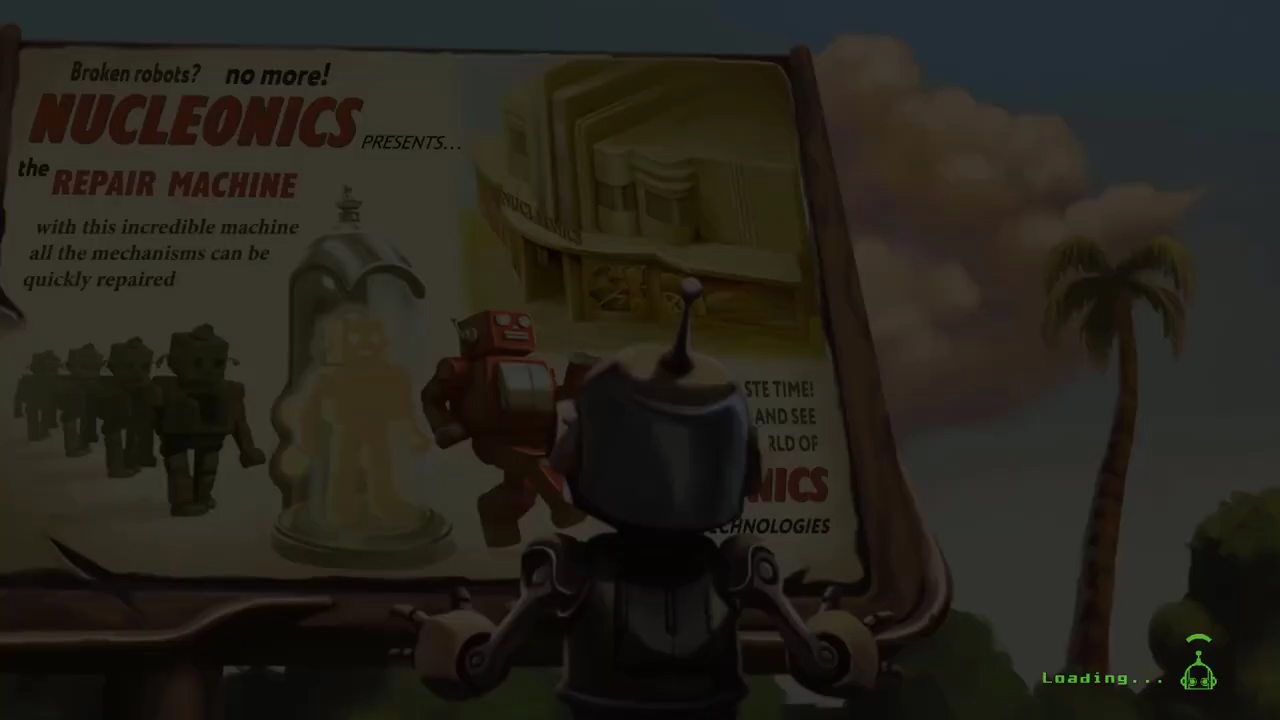 Broken robots? no more!
NUCLEONICS PRESENTS...
the REPAIR MACHINE
with this incredible machine
all the mechanisms can be
quickly repaired
NUCLEONICS
STE TIME!
AND SEE
RLD OF
NICS
CHNOLOGIES
Loading...